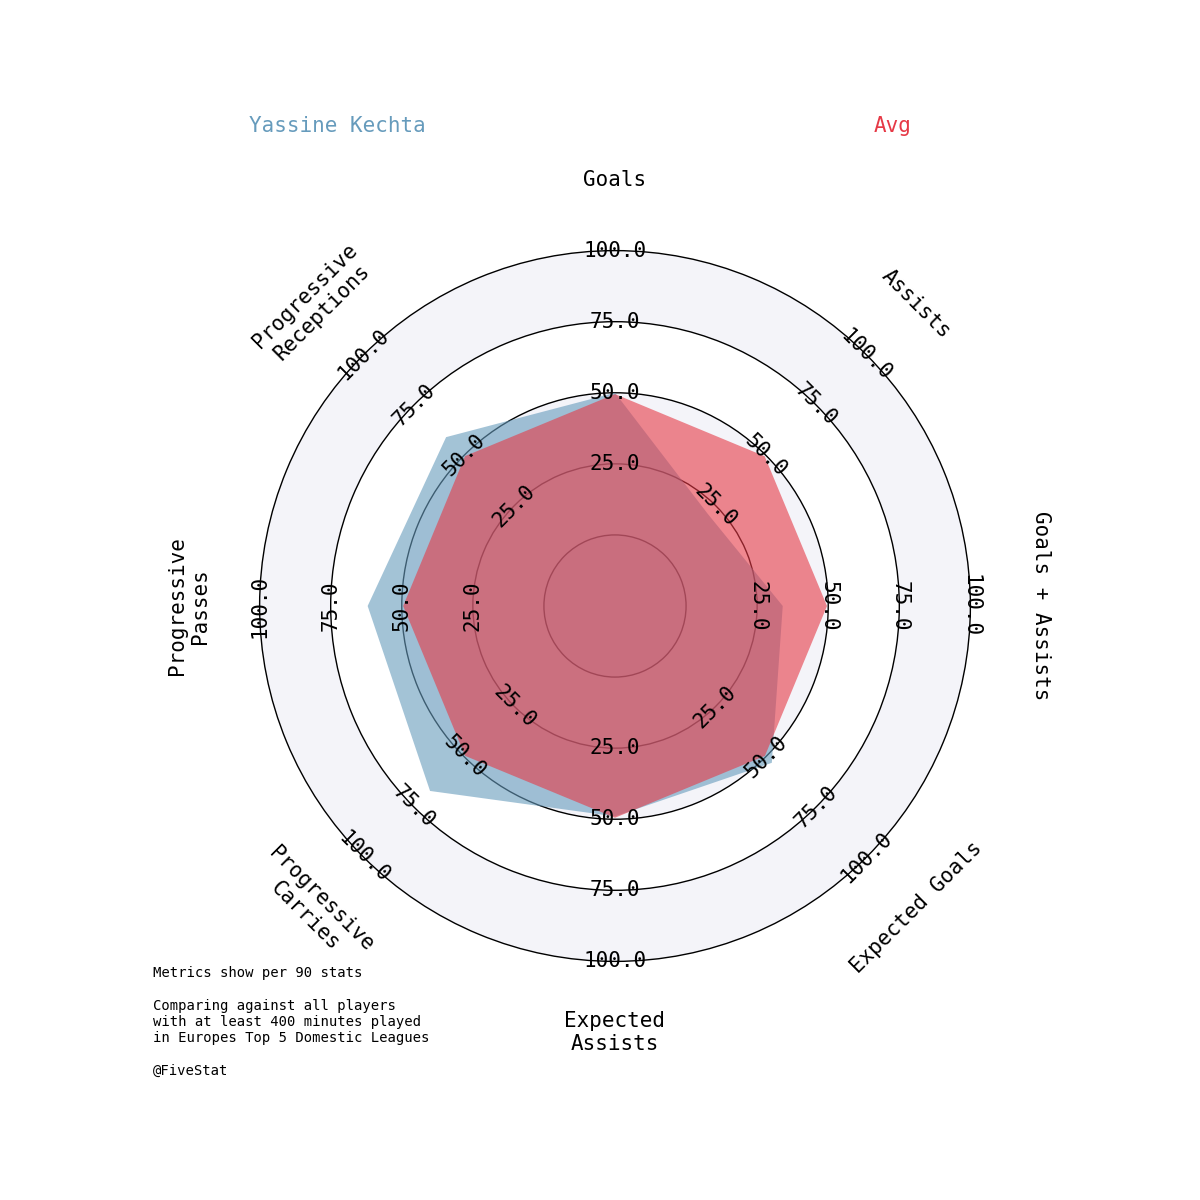 Yassine Kechta
Avg
Goals
Progressive
Receptions
Assists
100.0
100.0
100.0
75.0
75.0
75.0
50.0
50.0
50.0
25.0
25.0
25.0
Progressive
Passes
100.0
75.0
50.0
25.0
25.0
50.0
75.0
100.0
Goals + Assists
25.0
25.0
25.0
50.0
50.0
50.0
75.0
75.0
75.0
100.0
100.0
100.0
Progressive
Carries
Expected Goals
Expected
Assists
Metrics show per 90 stats
Comparing against all players
with at least 400 minutes played
in Europes Top 5 Domestic Leagues
@FiveStat